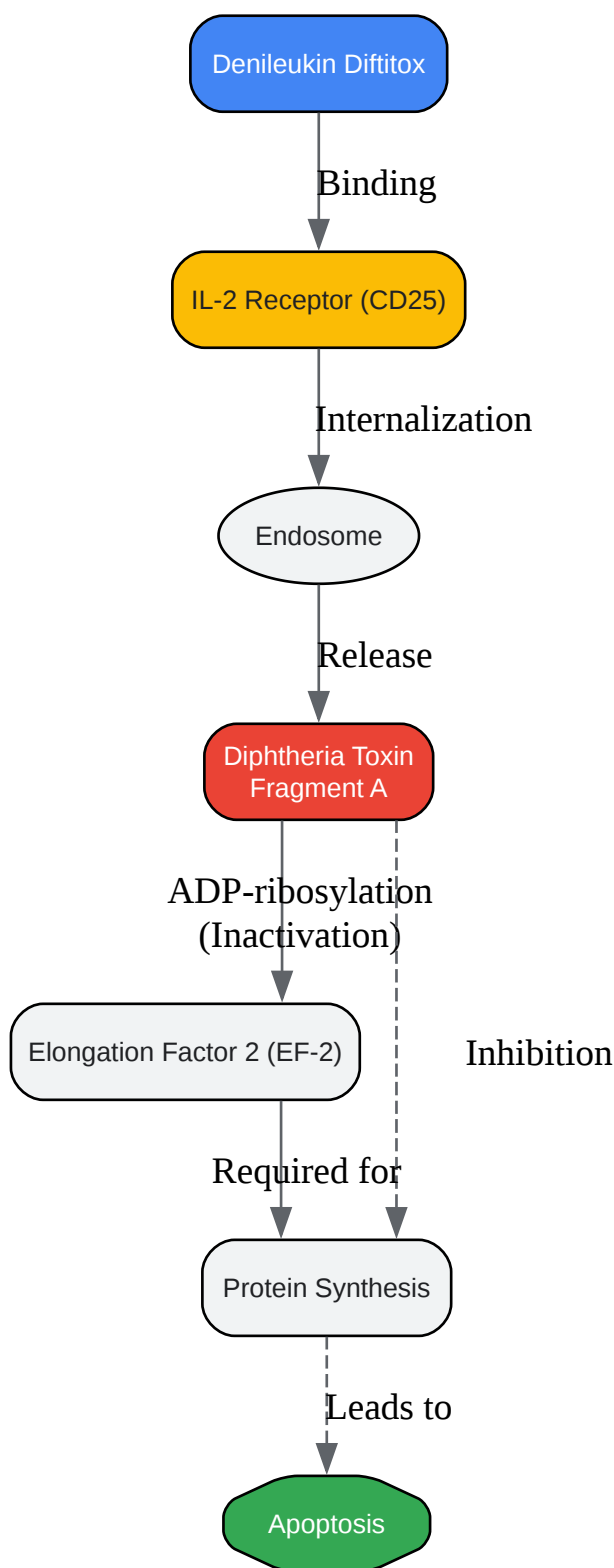 Denileukin Diftitox
Binding
IL-2 Receptor (CD25)
Internalization
Endosome
Release
Diphtheria Toxin
Fragment A
ADP-ribosylation
(Inactivation)
Elongation Factor 2 (EF-2)
Inhibition
Required for
Protein Synthesis
Leads to
Apoptosis